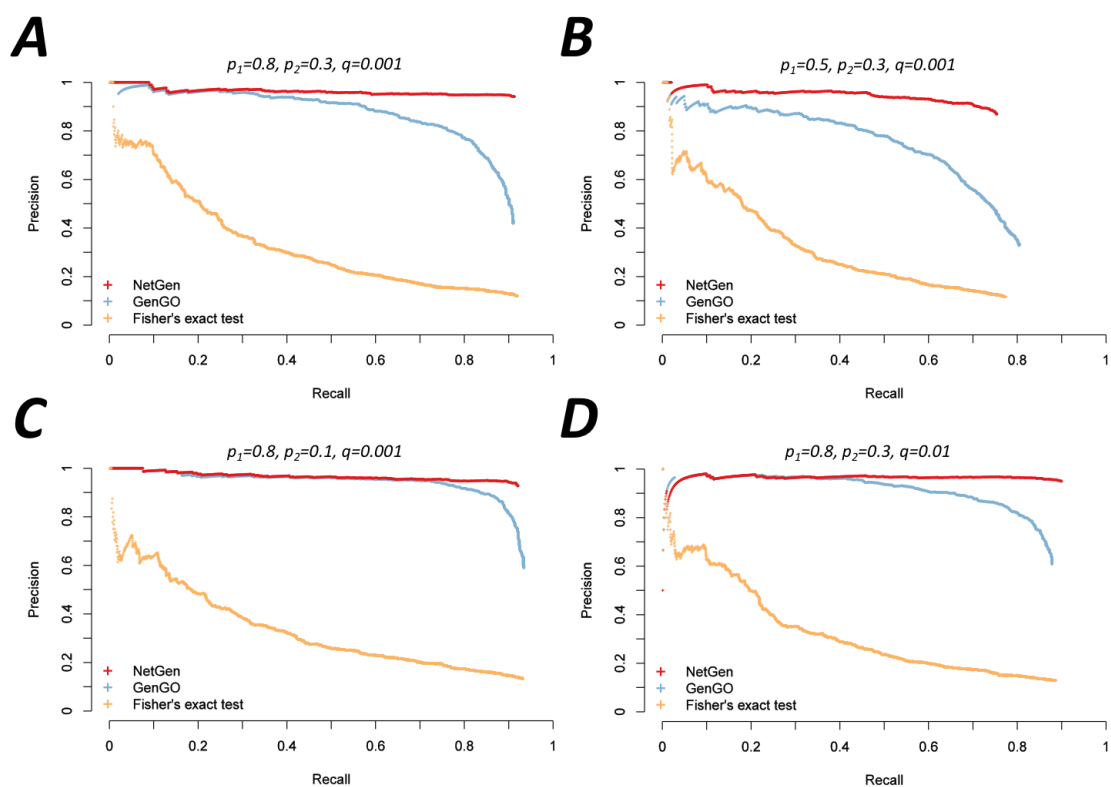 A
p1=0.8, p2=0.3, q=0.001
Precision
0
0.2
0.4
0.6
0.8
1
NetGen
GenGO
Fisher's exact test
0
0.2
0.4
0.6
0.8
1
Recall
B
p1=0.5, p2=0.3, q=0.001
Precision
0
0.2
0.4
0.6
0.8
1
NetGen
GenGO
Fisher's exact test
0
0.2
0.4
0.6
0.8
1
Recall
C
p1=0.8, p2=0.1, q=0.001
Precision
0
0.2
0.4
0.6
0.8
1
NetGen
GenGO
Fisher's exact test
0
0.2
0.4
0.6
0.8
1
Recall
D
p1=0.8, p2=0.3, q=0.01
Precision
0
0.2
0.4
0.6
0.8
1
NetGen
GenGO
Fisher's exact test
0
0.2
0.4
0.6
0.8
1
Recall